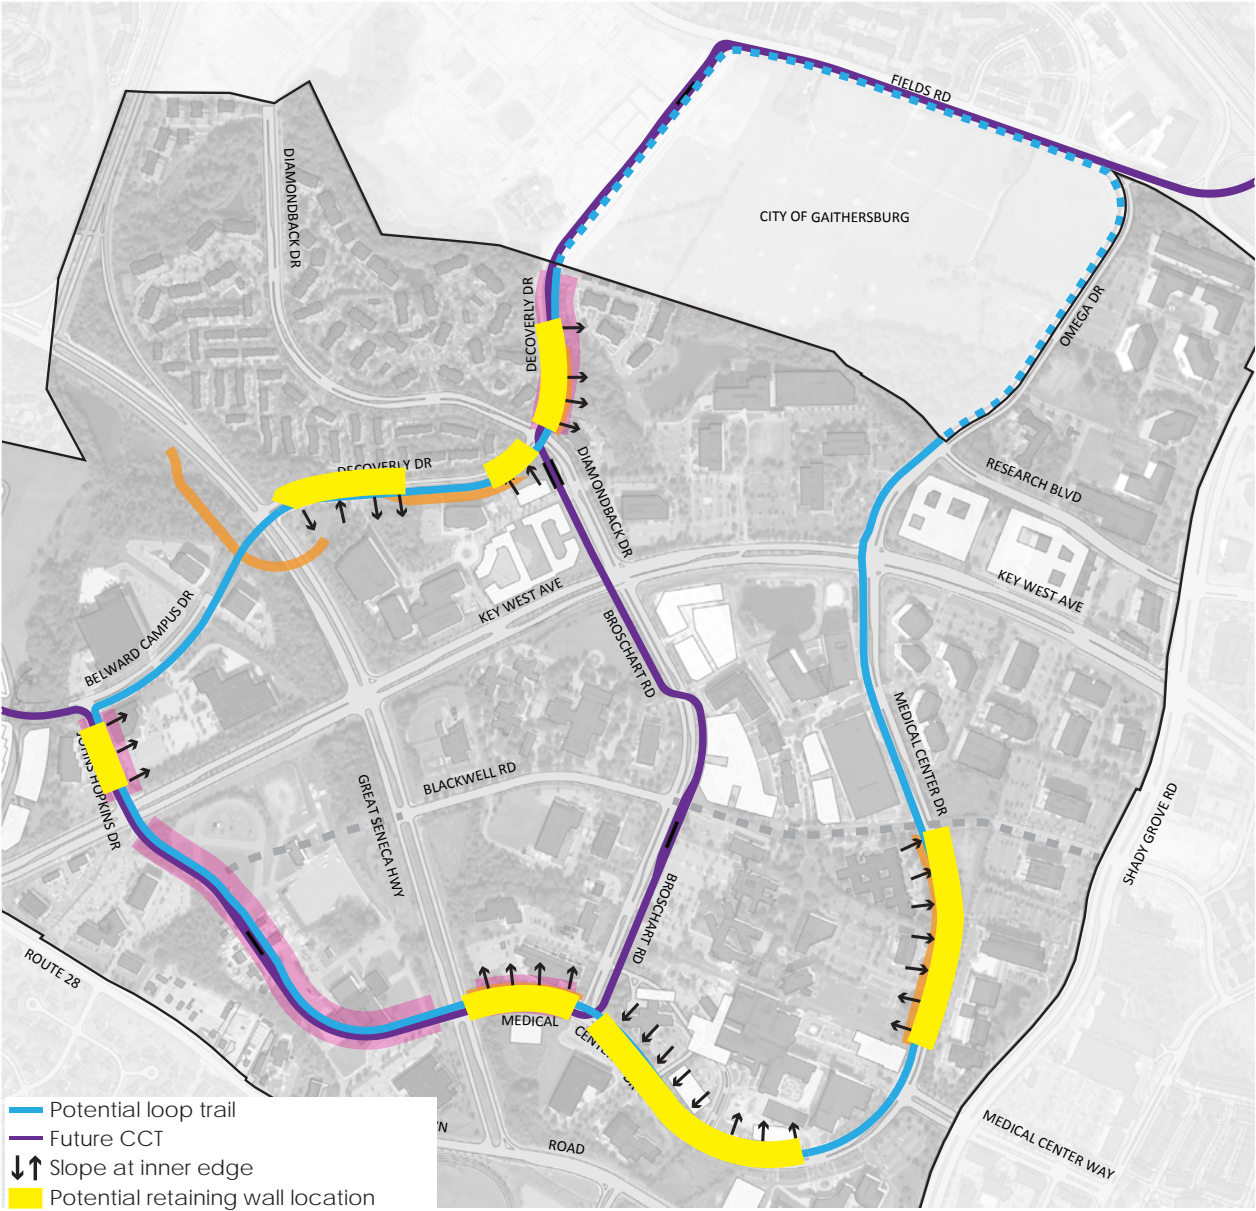 FIELDS RD
DIAMONDBACK DR
CITY OF GAITHERSBURG
DECOVERLY DR
OMEGA DR
DECOVERLY DR
DIAMONDBACK DR
RESEARCH BLVD
KEY WEST AVE
KEY WEST AVE
BELWARD CAMPUS DR
BROSCHART RD
MEDICAL CENTER DR
JOHNS HOPKINS DR
BLACKWELL RD
GREAT SENECA HWY
SHADY GROVE RD
BROSCHART RD
ROUTE 28
MEDICAL
MEDICAL CENTER WAY
ROAD
Potential loop trail
Future CCT
Slope at inner edge
Potential retaining wall location